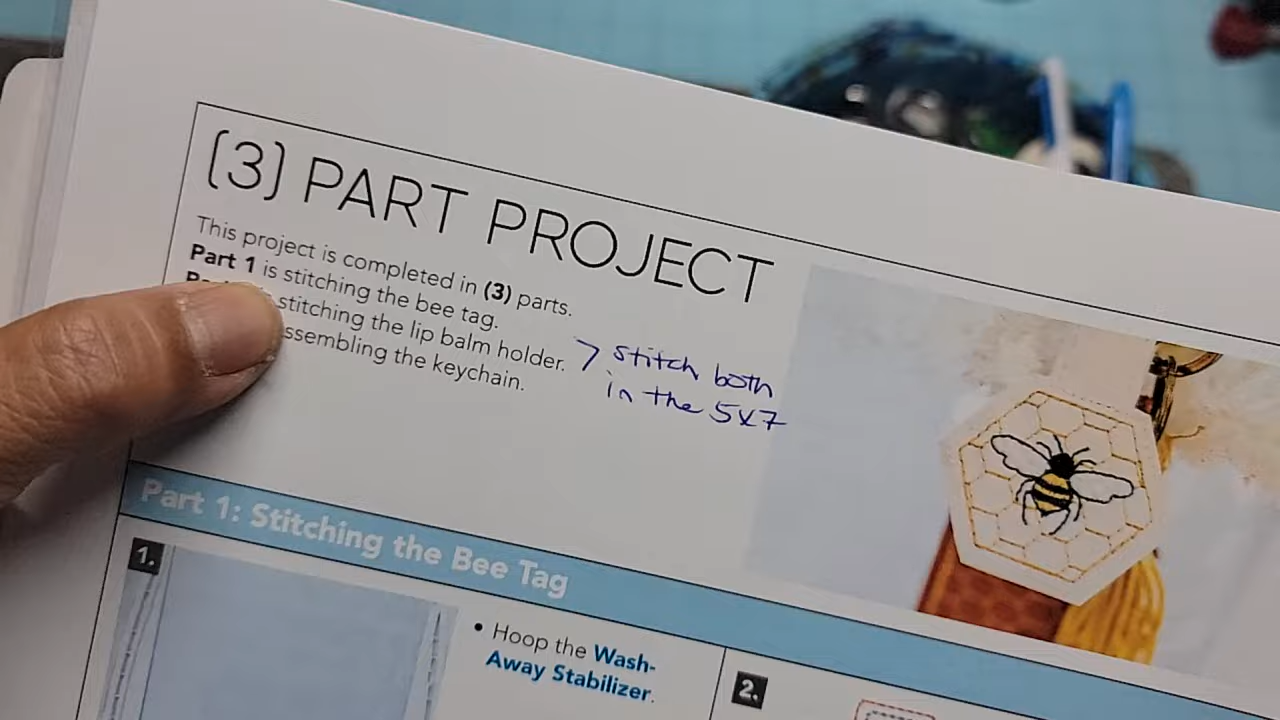 (3) PART PROJECT
This project is completed in (3) parts.
Part 1 is stitching the bee tag.
stitching the lip balm holder.
assembling the keychain.
> stitch both
in the 5x7
Part 1: Stitching the Bee Tag
1.
• Hoop the Wash-
Away Stabilizer.
2.